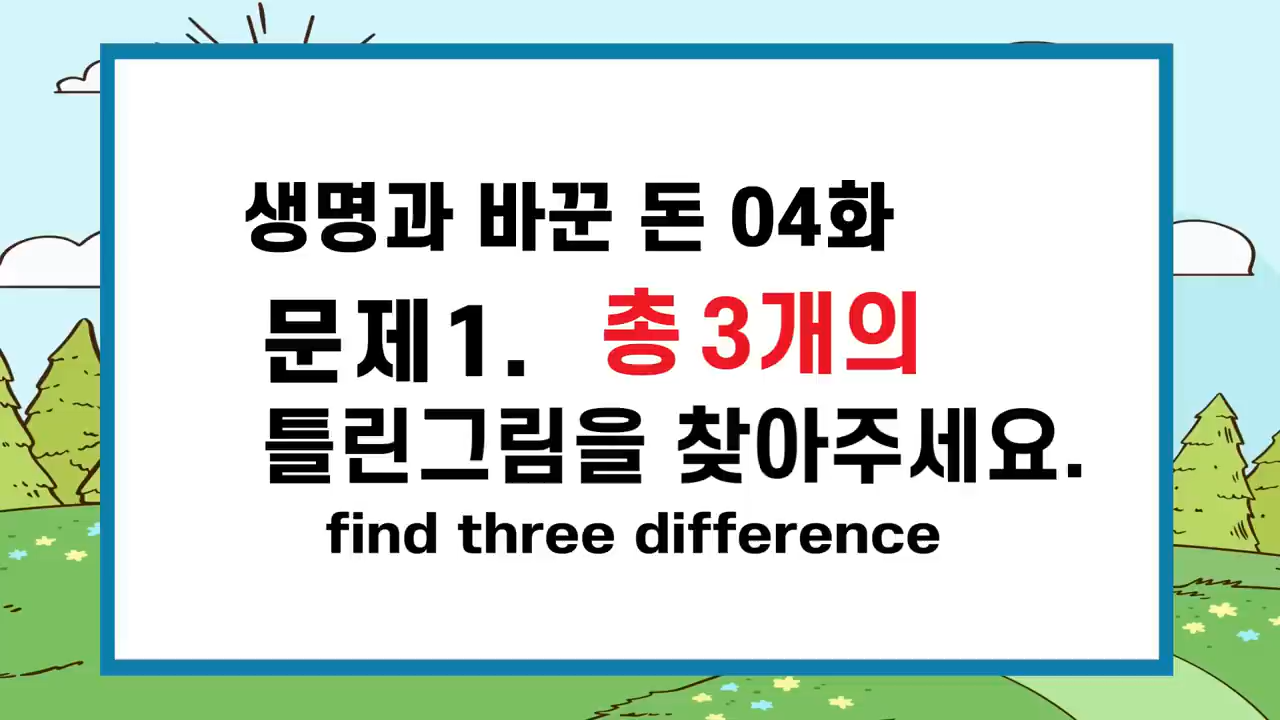 생명과 바꾼 돈 04화
문제1. 총 3개의
틀린그림을 찾아주세요.
find three difference